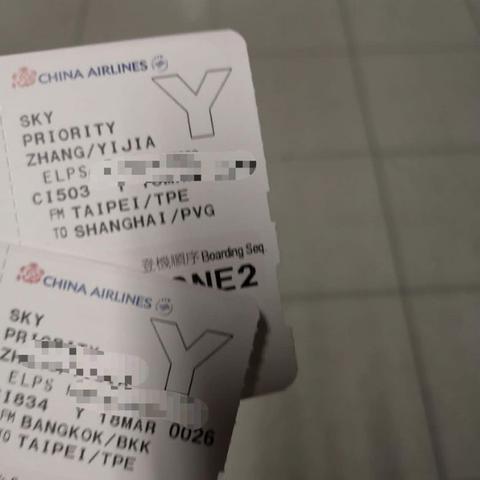 CHINA AIRLINES
Y
SKY
PRIORITY
ZHANG/YIJIA
ELPS
CI503 Y
FM TAIPEI/TPE
TO SHANGHAI/PVG
登機順序 Boarding Seq.
NE2
CHINA AIRLINES
Y
SKY
ELPS
I834 Y 18MAR 0026
FM BANGKOK/BKK
TO TAIPEI/TPE